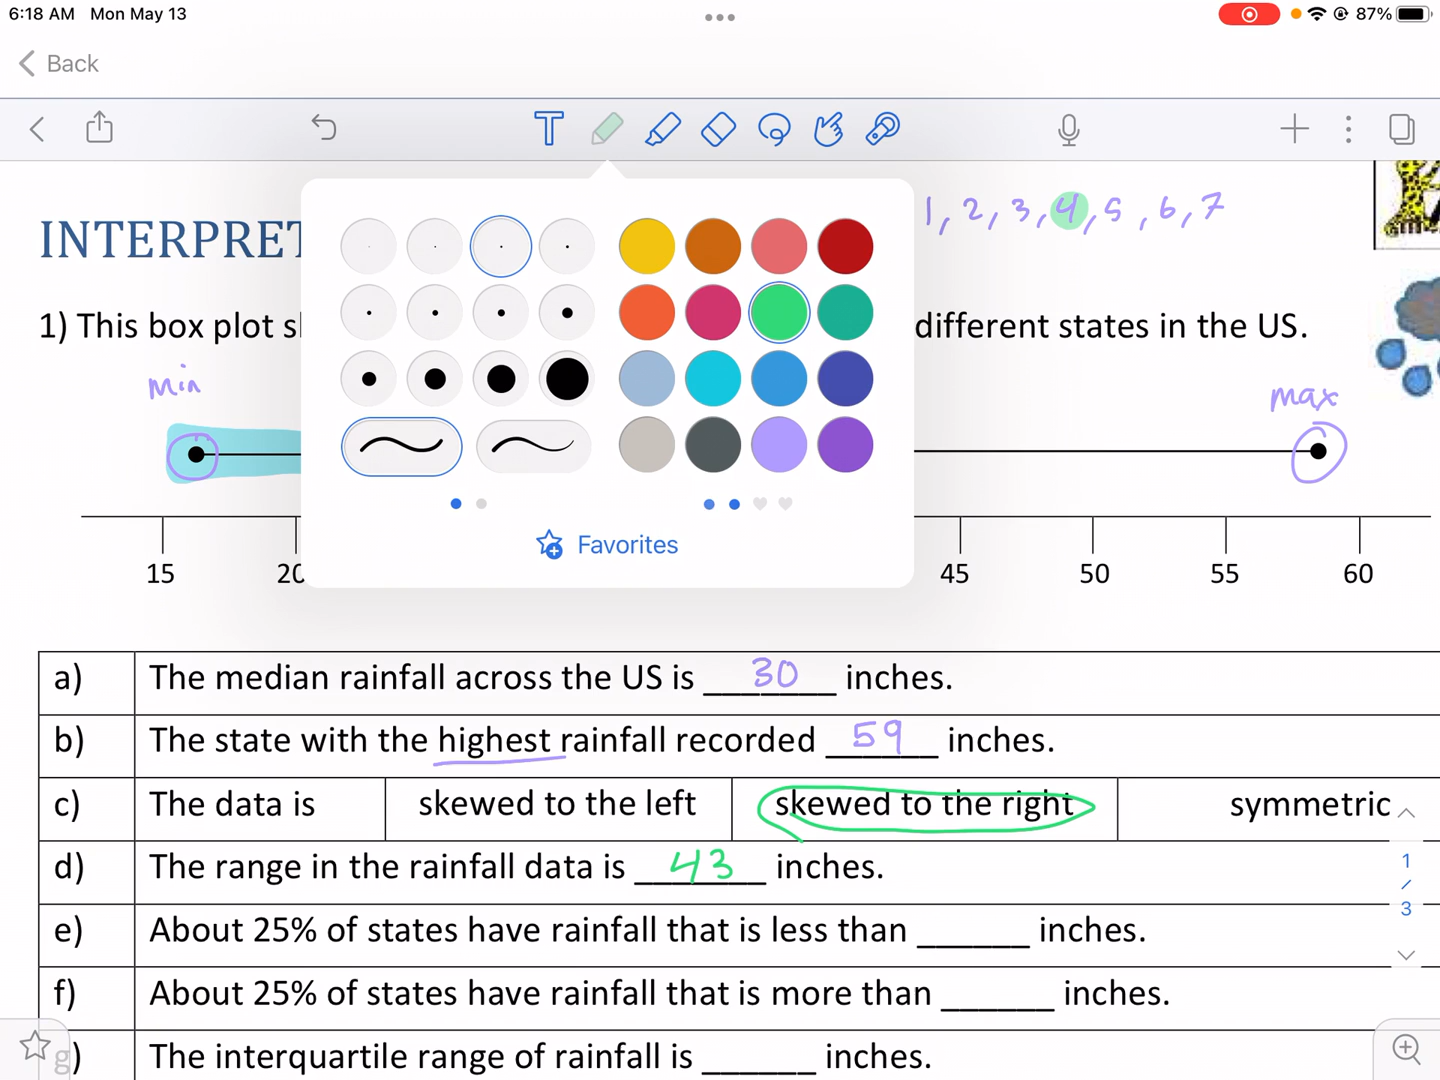 6:18 AM Mon May 13
87%
Back
T
1, 2, 3, 4, 5, 6, 7
INTERPRET
1) This box plot sl different states in the US.
min
max
15 20 45 50 55 60
Favorites
a) The median rainfall across the US is 30 inches.
b) The state with the highest rainfall recorded 59 inches.
c) The data is skewed to the left skewed to the right symmetric
d) The range in the rainfall data is 43 inches.
e) About 25% of states have rainfall that is less than ______ inches.
f) About 25% of states have rainfall that is more than ______ inches.
g) The interquartile range of rainfall is ______ inches.
1
/
3